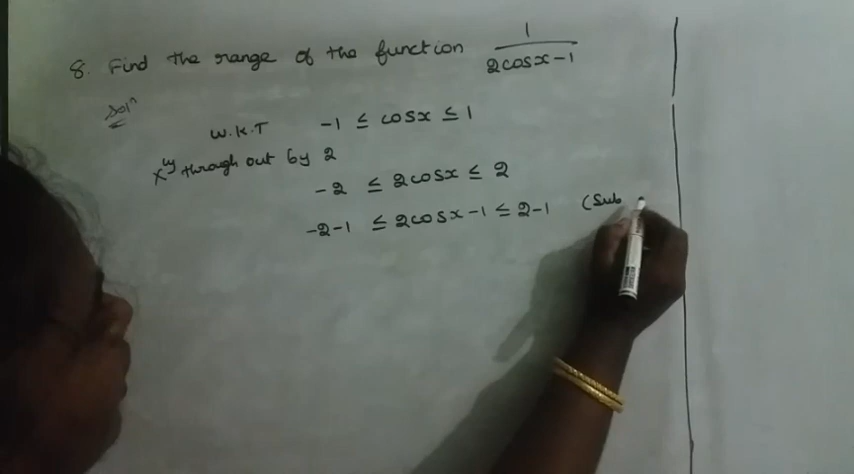 8. Find the range of the function 1/(2cosx-1)
Soln
W.K.T -1 ≤ cosx ≤ 1
xly through out by 2
-2 ≤ 2cosx ≤ 2
-2-1 ≤ 2cosx-1 ≤ 2-1 (Sub